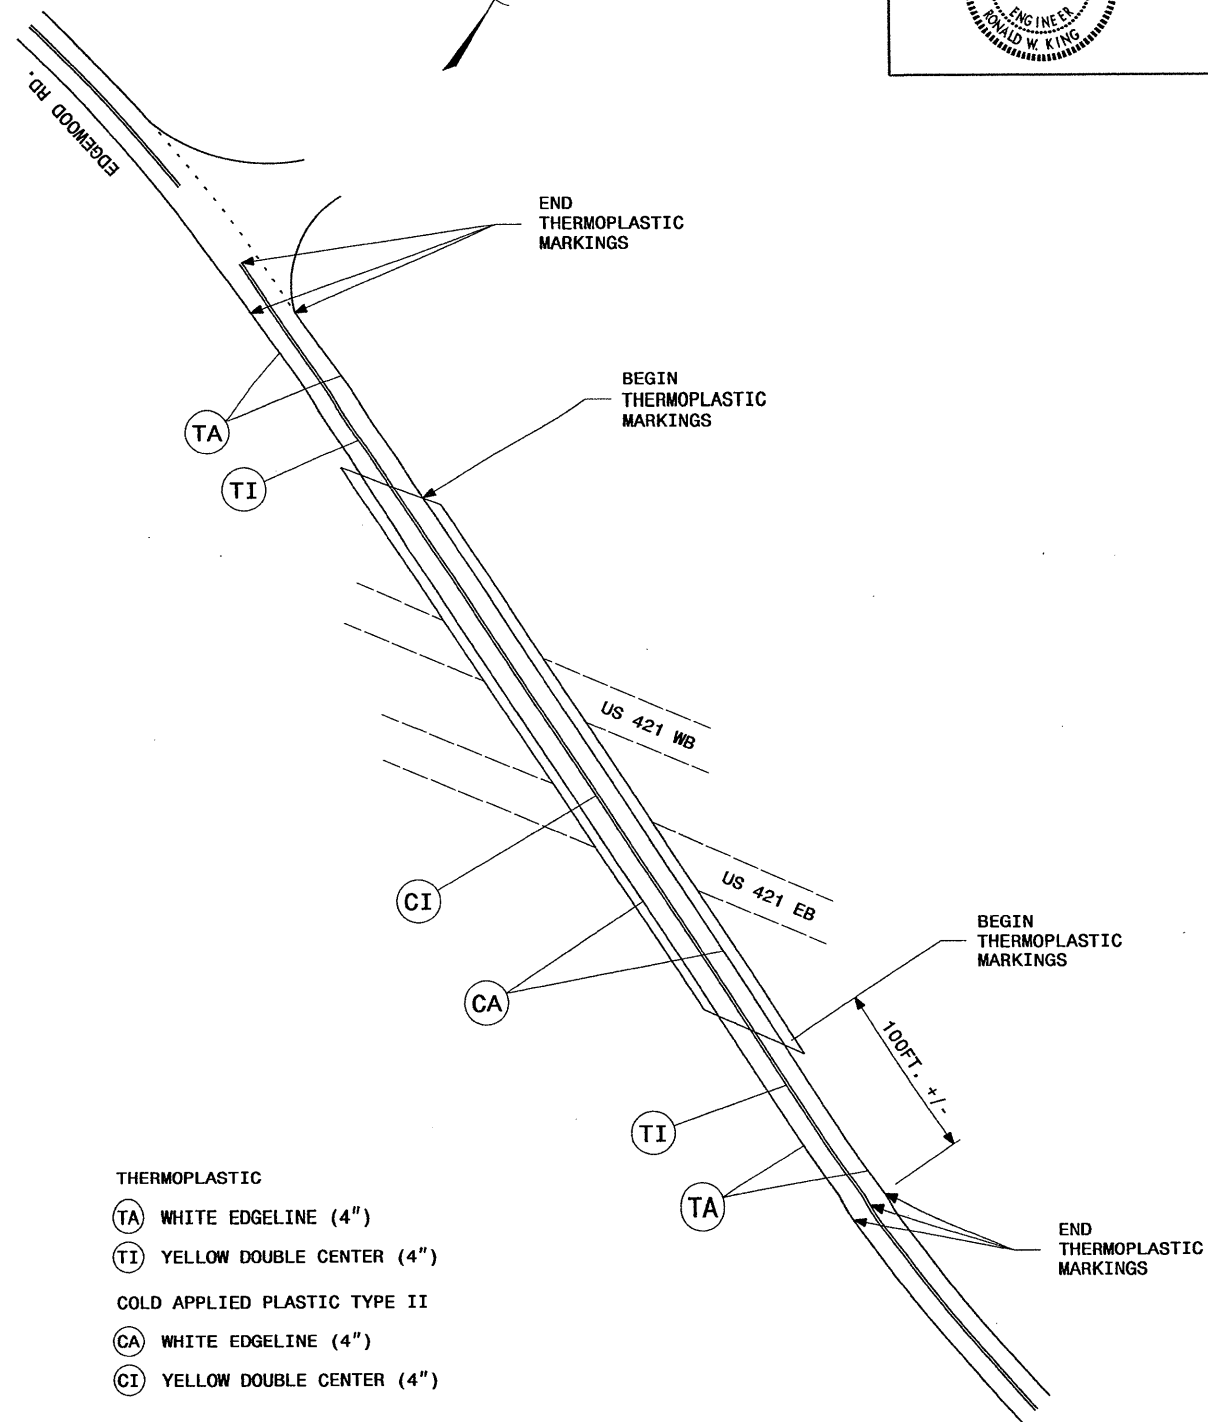 ENGINEER
RONALD W. KING
EDGEWOOD RD.
END
THERMOPLASTIC
MARKINGS
BEGIN
THERMOPLASTIC
MARKINGS
TA
TI
US 421 WB
CI
US 421 EB
BEGIN
THERMOPLASTIC
MARKINGS
CA
100FT. +/-
TI
TA
END
THERMOPLASTIC
MARKINGS
THERMOPLASTIC
TA WHITE EDGELINE (4")
TI YELLOW DOUBLE CENTER (4")
COLD APPLIED PLASTIC TYPE II
CA WHITE EDGELINE (4")
CI YELLOW DOUBLE CENTER (4")